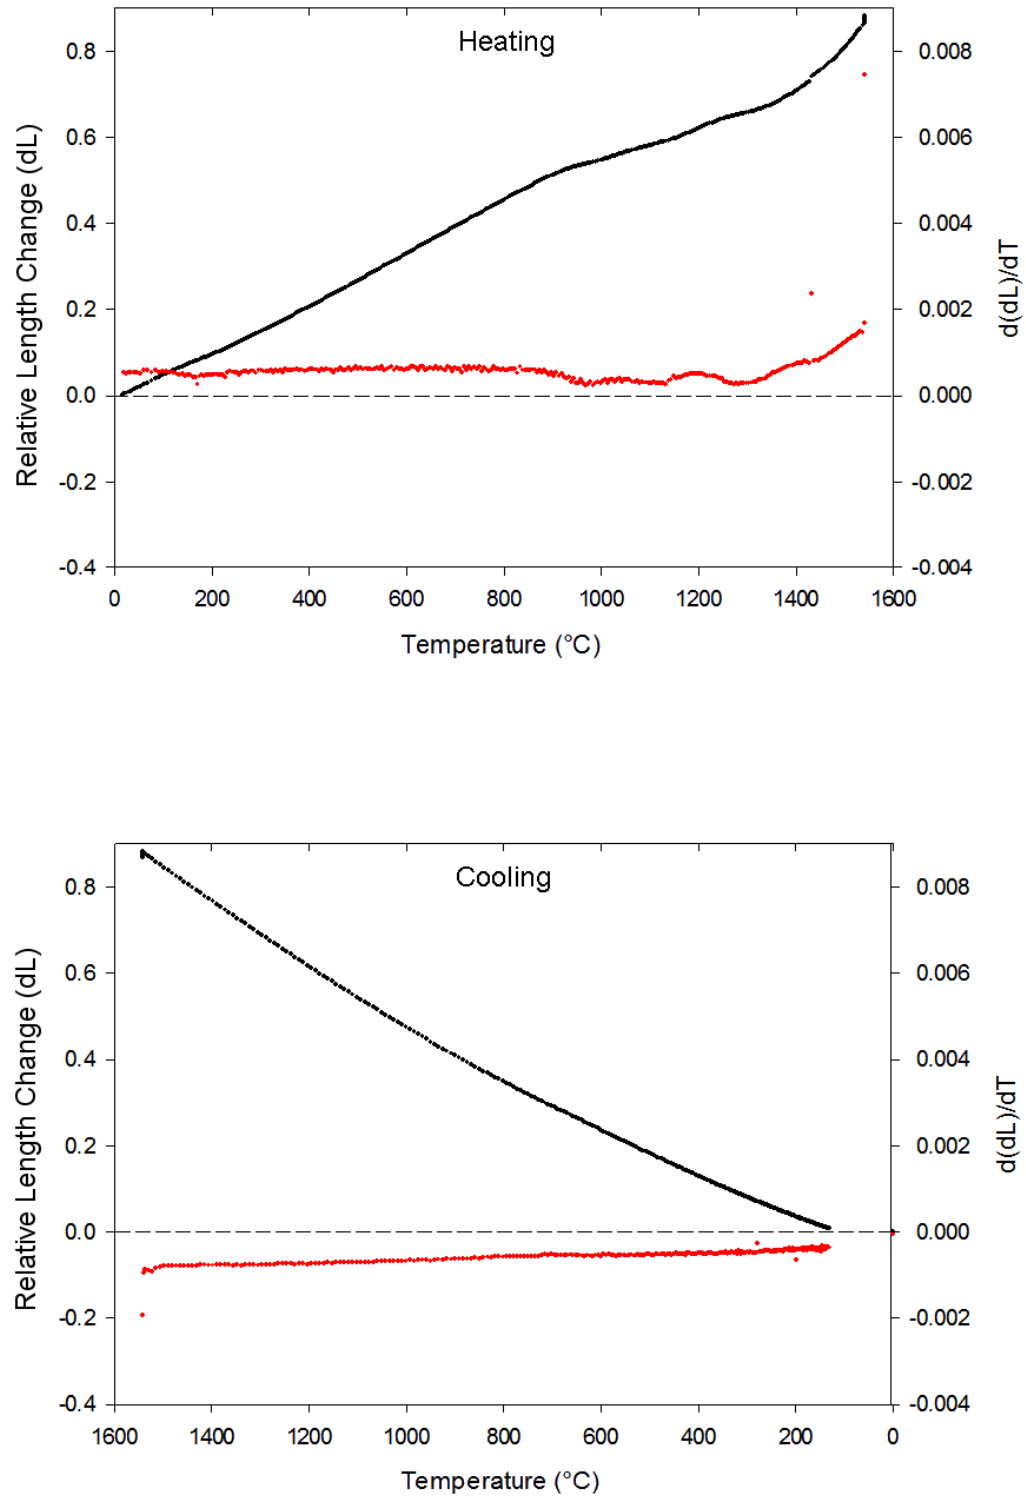 Heating
0.8
0.6
0.4
0.2
0.0
-0.2
-0.4
Relative Length Change (dL)
0.008
0.006
0.004
0.002
0.000
-0.002
-0.004
d(dL)/dT
0 200 400 600 800 1000 1200 1400 1600
Temperature (°C)
Cooling
0.8
0.6
0.4
0.2
0.0
-0.2
-0.4
Relative Length Change (dL)
0.008
0.006
0.004
0.002
0.000
-0.002
-0.004
d(dL)/dT
1600 1400 1200 1000 800 600 400 200 0
Temperature (°C)